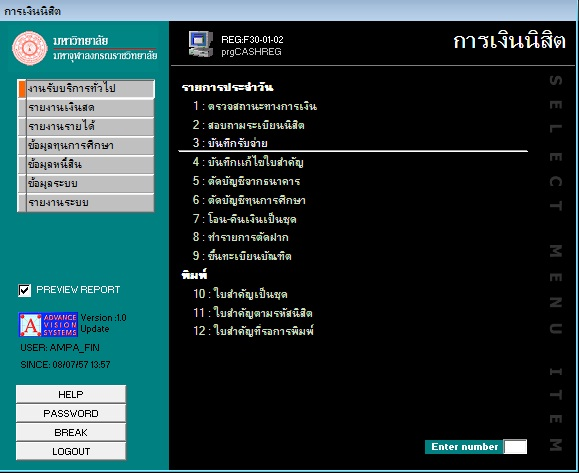 การเงินนิสิต
มหาวิทยาลัย
มหาจุฬาลงกรณราชวิทยาลัย
REG:F30-01-02
prgCASHREG
การเงินนิสิต
งานรับบริการทั่วไป
รายงานเงินสด
รายงานรายได้
ข้อมูลทุนการศึกษา
ข้อมูลหนี้สิน
ข้อมูลระบบ
รายงานระบบ
รายการประจำวัน
1 : ตรวจสถานะทางการเงิน
2 : สอบถามระเบียนนิสิต
3 : บันทึกรับจ่าย
4 : บันทึกแก้ไขใบสำคัญ
5 : ตัดบัญชีจากธนาคาร
6 : ตัดบัญชีทุนการศึกษา
7 : โอน-คืนเงินเป็นชุด
8 : ทำรายการตัดฝาก
9 : ขึ้นทะเบียนบัณฑิต
พิมพ์
10 : ใบสำคัญเป็นชุด
11 : ใบสำคัญตามรหัสนิสิต
12 : ใบสำคัญที่รอการพิมพ์
SELECT MENU ITEM
PREVIEW REPORT
A ADVANCE VISION SYSTEMS
Version :1.0
Update
USER: AMPA_FIN
SINCE: 08/07/57 13:57
HELP
PASSWORD
BREAK
LOGOUT
Enter number